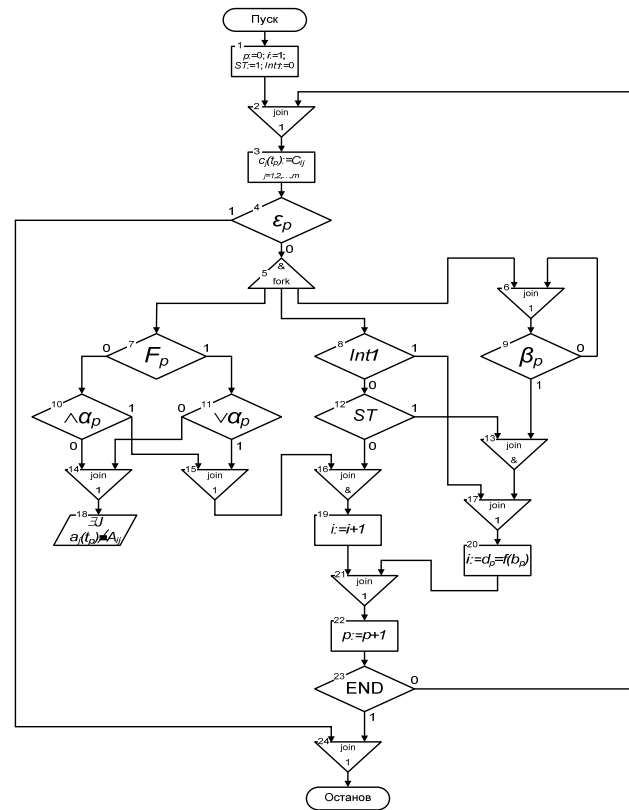 Пуск
1
p:=0; i:=1;
ST:=1; Int1:=0
2
join
1
3
cⱼ(tₚ):=Cᵢⱼ
j=1,2,...,m
1
4
εₚ
0
5
&
fork
6
join
1
0
7
Fₚ
1
8
Int1
1
0
9
βₚ
0
1
10
∧αₚ
1
0
0
11
∨αₚ
1
12
ST
1
0
13
join
&
14
join
1
15
join
1
16
join
&
17
join
1
18
∃J
aⱼ(tₚ)≠Aᵢⱼ
19
i:=i+1
20
i:=dₚ=f(bₚ)
21
join
1
22
p:=p+1
23
END
0
1
24
join
1
Останов